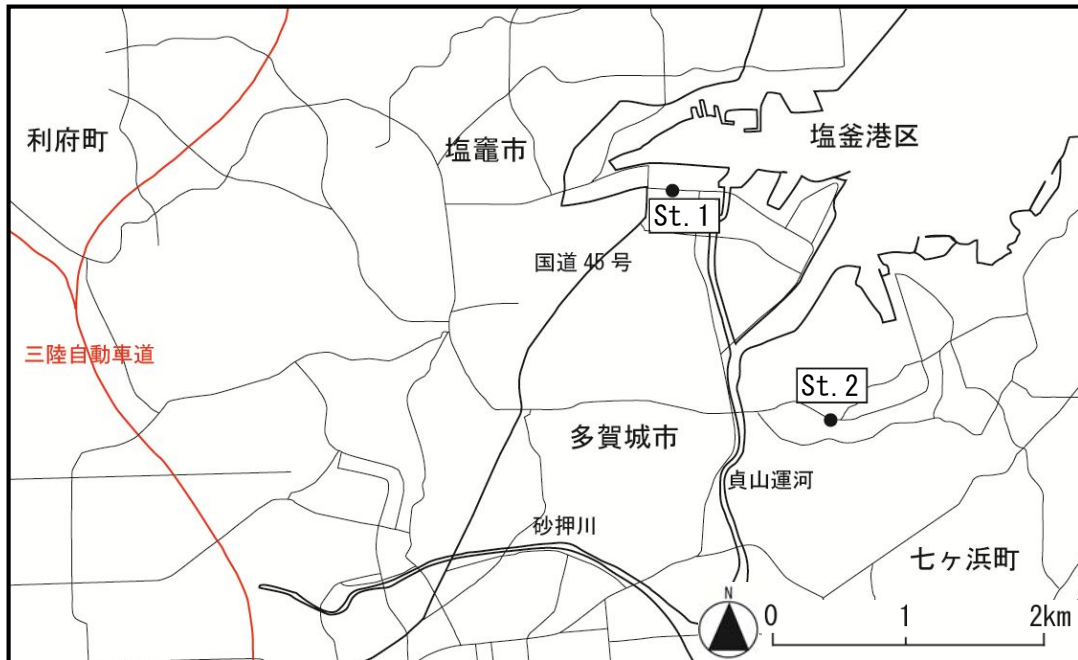 利府町
塩竈市
塩釜港区
St. 1
国道 45 号
三陸自動車道
St. 2
多賀城市
貞山運河
砂押川
七ヶ浜町
N
0 1 2km